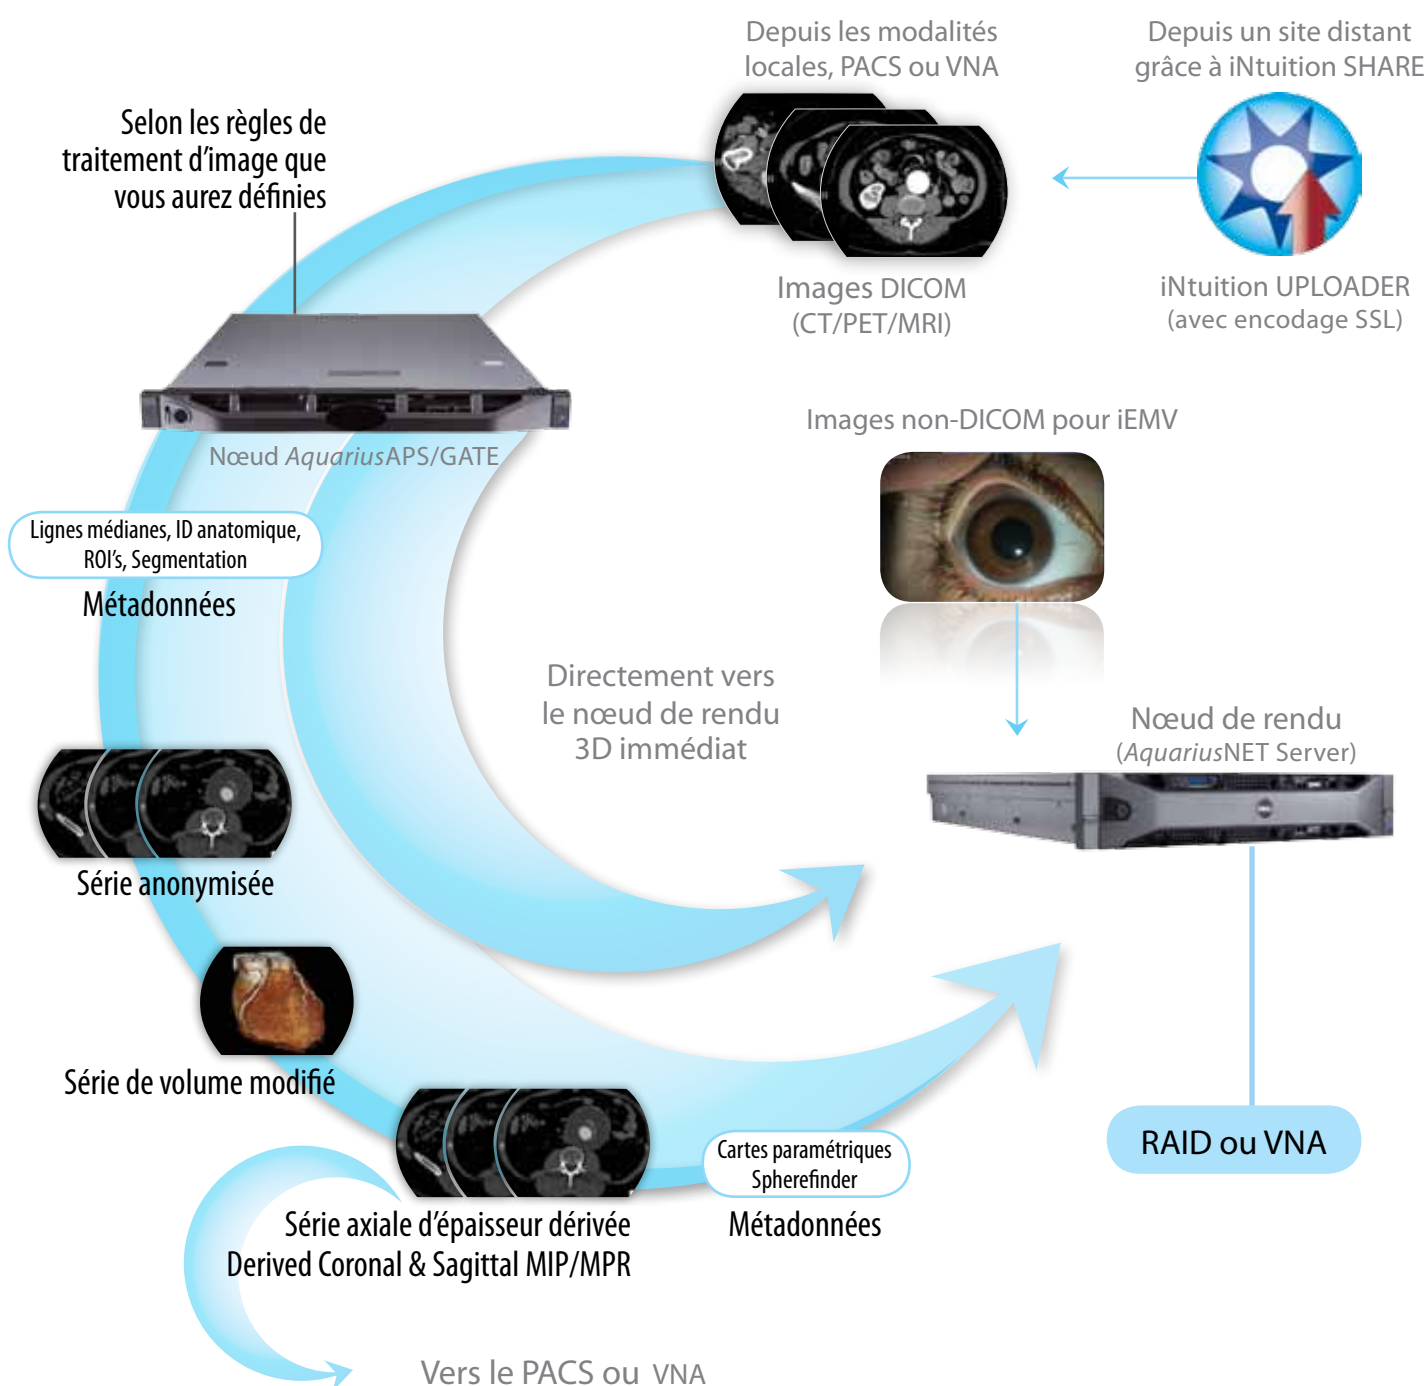 Depuis les modalités
locales, PACS ou VNA
Depuis un site distant
grâce à iNtuition SHARE
Selon les règles de
traitement d'image que
vous aurez définies
Images DICOM
(CT/PET/MRI)
iNtuition UPLOADER
(avec encodage SSL)
Nœud AquariusAPS/GATE
Images non-DICOM pour iEMV
Lignes médianes, ID anatomique,
ROI's, Segmentation
Métadonnées
Directement vers
le nœud de rendu
3D immédiat
Nœud de rendu
(AquariusNET Server)
Série anonymisée
Série de volume modifié
RAID ou VNA
Cartes paramétriques
Spherefinder
Métadonnées
Série axiale d'épaisseur dérivée
Derived Coronal & Sagittal MIP/MPR
Vers le PACS ou VNA